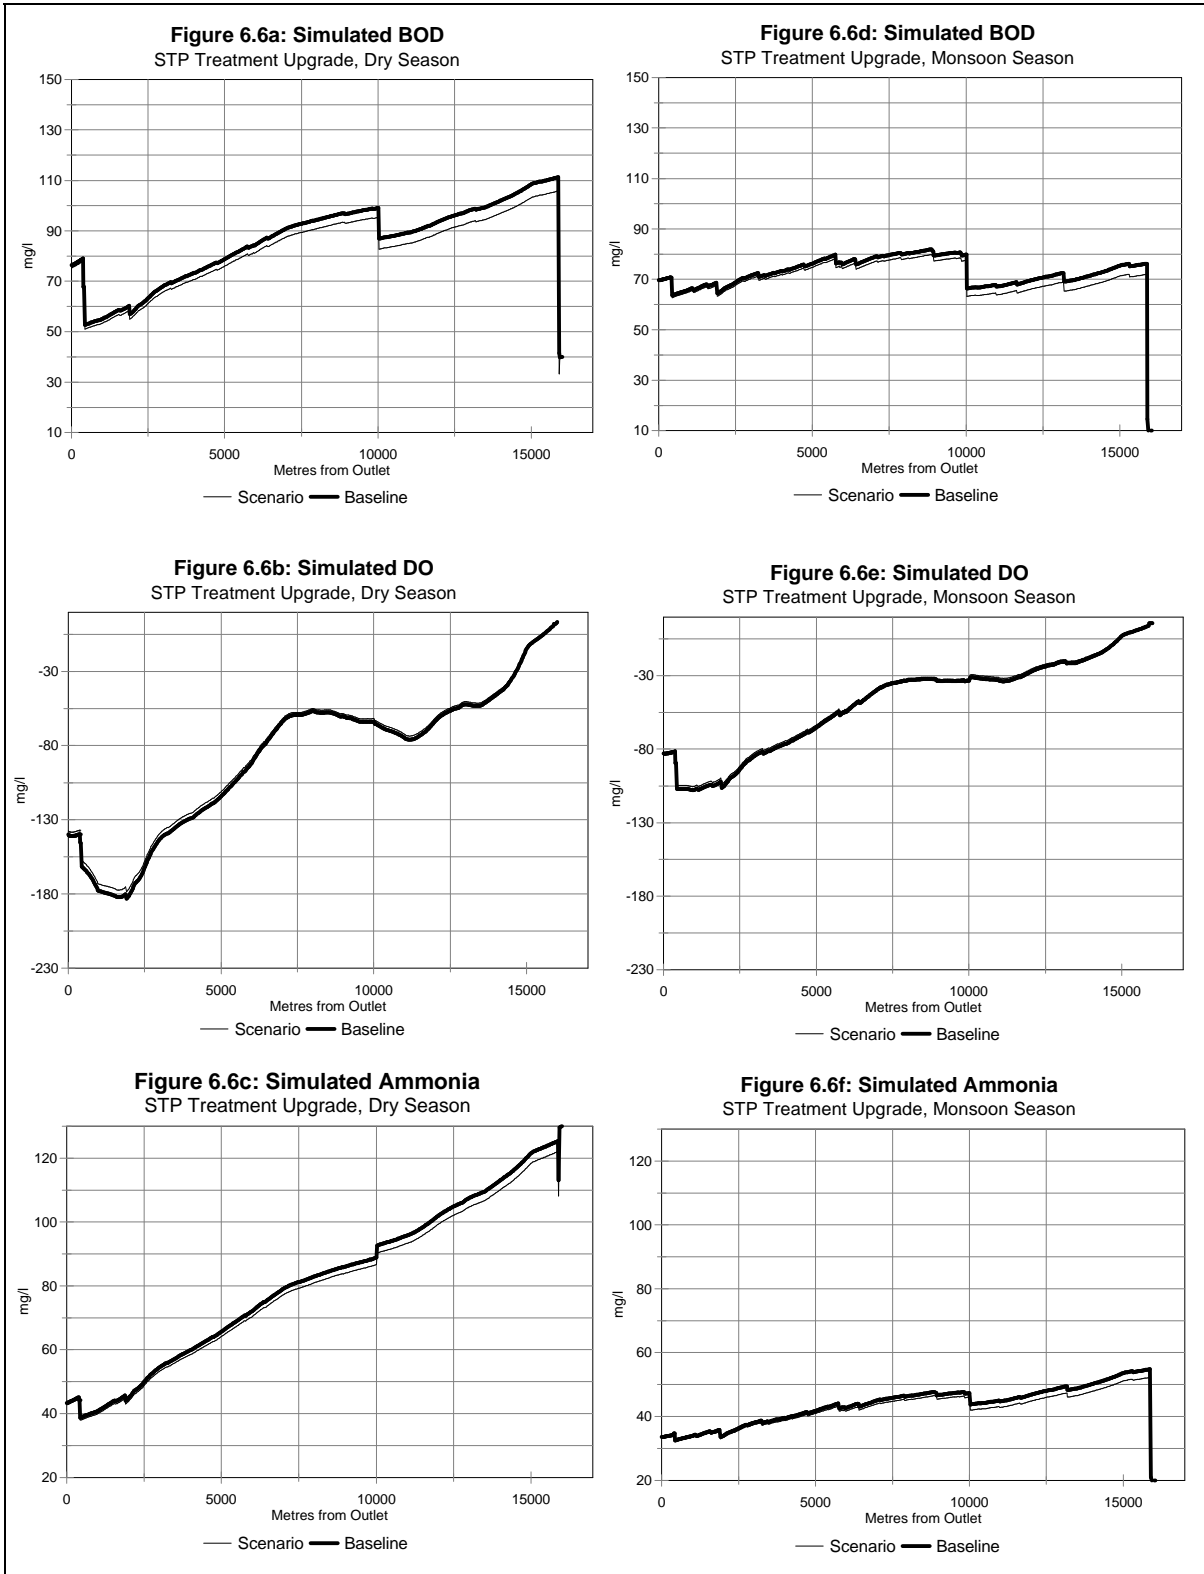 Figure 6.6a: Simulated BOD
STP Treatment Upgrade, Dry Season
150
130
110
90
70
50
30
10
mg/l
0
5000
10000
15000
Metres from Outlet
Scenario
Baseline
Figure 6.6d: Simulated BOD
STP Treatment Upgrade, Monsoon Season
150
130
110
90
70
50
30
10
mg/l
0
5000
10000
15000
Metres from Outlet
Scenario
Baseline
Figure 6.6b: Simulated DO
STP Treatment Upgrade, Dry Season
-30
-80
-130
-180
-230
mg/l
0
5000
10000
15000
Metres from Outlet
Scenario
Baseline
Figure 6.6e: Simulated DO
STP Treatment Upgrade, Monsoon Season
-30
-80
-130
-180
-230
mg/l
0
5000
10000
15000
Metres from Outlet
Scenario
Baseline
Figure 6.6c: Simulated Ammonia
STP Treatment Upgrade, Dry Season
120
100
80
60
40
20
mg/l
0
5000
10000
15000
Metres from Outlet
Scenario
Baseline
Figure 6.6f: Simulated Ammonia
STP Treatment Upgrade, Monsoon Season
120
100
80
60
40
20
mg/l
0
5000
10000
15000
Metres from Outlet
Scenario
Baseline